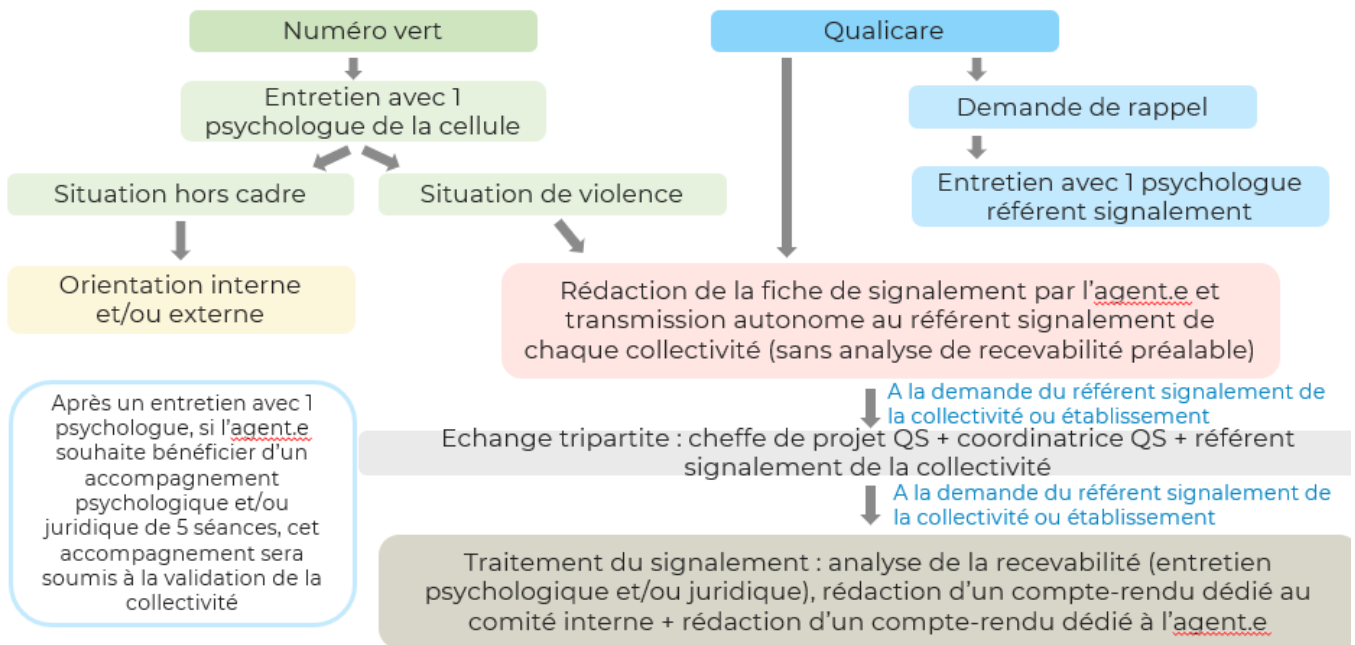 Numéro vert
Qualicare
Entretien avec 1
psychologue de la cellule
Demande de rappel
Situation hors cadre
Situation de violence
Entretien avec 1 psychologue
référent signalement
Orientation interne
et/ou externe
Rédaction de la fiche de signalement par l'agent.e et
transmission autonome au référent signalement de
chaque collectivité (sans analyse de recevabilité préalable)
Après un entretien avec 1
psychologue, si l'agent.e
souhaite bénéficier d'un
accompagnement
psychologique et/ou
juridique de 5 séances, cet
accompagnement sera
soumis à la validation de la
collectivité
A la demande du référent signalement de
la collectivité ou établissement
Echange tripartite : cheffe de projet QS + coordinatrice QS + référent
signalement de la collectivité
A la demande du référent signalement de
la collectivité ou établissement
Traitement du signalement : analyse de la recevabilité (entretien
psychologique et/ou juridique), rédaction d'un compte-rendu dédié au
comité interne + rédaction d'un compte-rendu dédié à l'agent.e